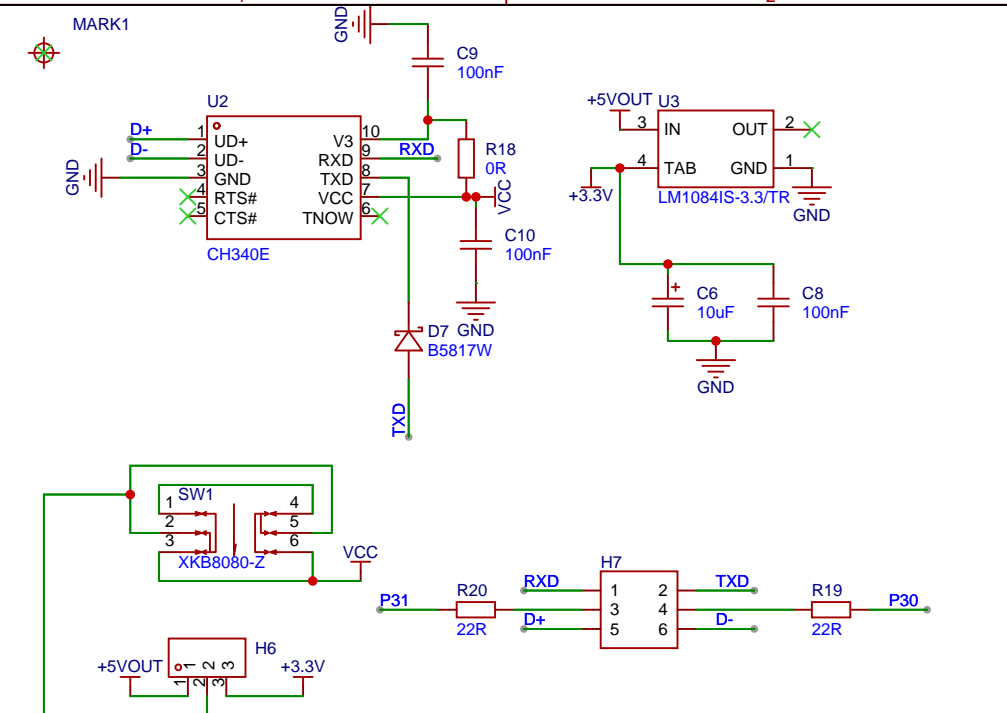 MARK1
GND
C9
100nF
U2
D+
D-
GND
1
2
3
4
5
UD+
UD-
GND
RTS#
CTS#
V3
RXD
TXD
VCC
TNOW
10
9
8
7
6
CH340E
RXD
R18
0R
VCC
C10
100nF
GND
D7
B5817W
TXD
+5VOUT
U3
3
IN
OUT
2
4
TAB
GND
1
+3.3V
LM1084IS-3.3/TR
GND
C6
10uF
C8
100nF
+
GND
SW1
1
2
3
4
5
6
XKB8080-Z
VCC
H7
P31
R20
22R
RXD
D+
1
2
3
4
5
6
TXD
D-
R19
22R
P30
H6
+5VOUT
1
2
3
1
2
3
+3.3V